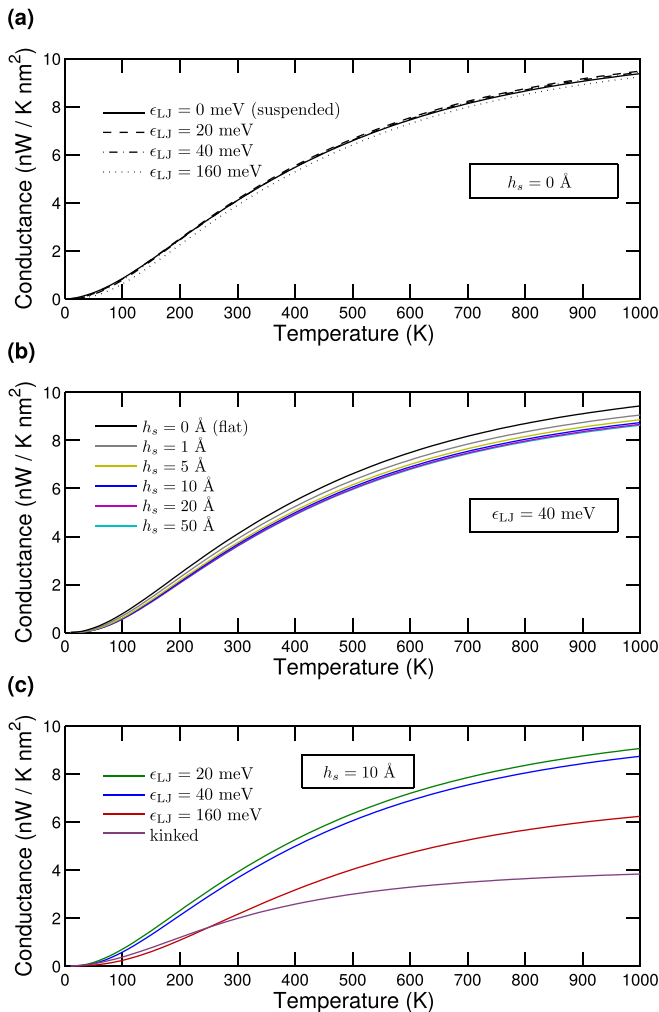 (a)
Conductance (nW / K nm²)
10
8
6
4
2
0
ϵLJ = 0 meV (suspended)
ϵLJ = 20 meV
ϵLJ = 40 meV
ϵLJ = 160 meV
hs = 0 Å
0 100 200 300 400 500 600 700 800 900 1000
Temperature (K)
(b)
Conductance (nW / K nm²)
10
8
6
4
2
0
hs = 0 Å (flat)
hs = 1 Å
hs = 5 Å
hs = 10 Å
hs = 20 Å
hs = 50 Å
ϵLJ = 40 meV
0 100 200 300 400 500 600 700 800 900 1000
Temperature (K)
(c)
Conductance (nW / K nm²)
10
8
6
4
2
0
ϵLJ = 20 meV
ϵLJ = 40 meV
ϵLJ = 160 meV
kinked
hs = 10 Å
0 100 200 300 400 500 600 700 800 900 1000
Temperature (K)